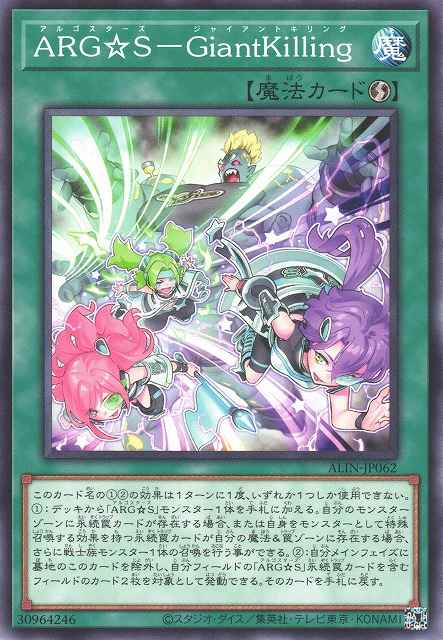 アルゴスターズ ジャイアントキリング
ARG☆S－GiantKilling
魔
【魔法カード】
ALIN-JP062
このカード名の①②の効果は１ターンに１度、いずれか１つしか使用できない。
①：デッキから「ARG☆S」モンスター１体を手札に加える。自分のモンスター
ゾーンに永続罠カードが存在する場合、または自身をモンスターとして特殊
召喚する効果を持つ永続罠カードが自分の魔法＆罠ゾーンに存在する場合、
さらに戦士族モンスター１体の召喚を行う事ができる。②：自分メインフェイズに
墓地のこのカードを除外し、自分フィールドの「ARG☆S」永続罠カードを含む
フィールドのカード２枚を対象として発動できる。そのカードを手札に戻す。
30964246 ©スタジオ・ダイス／集英社・テレビ東京・KONAMI